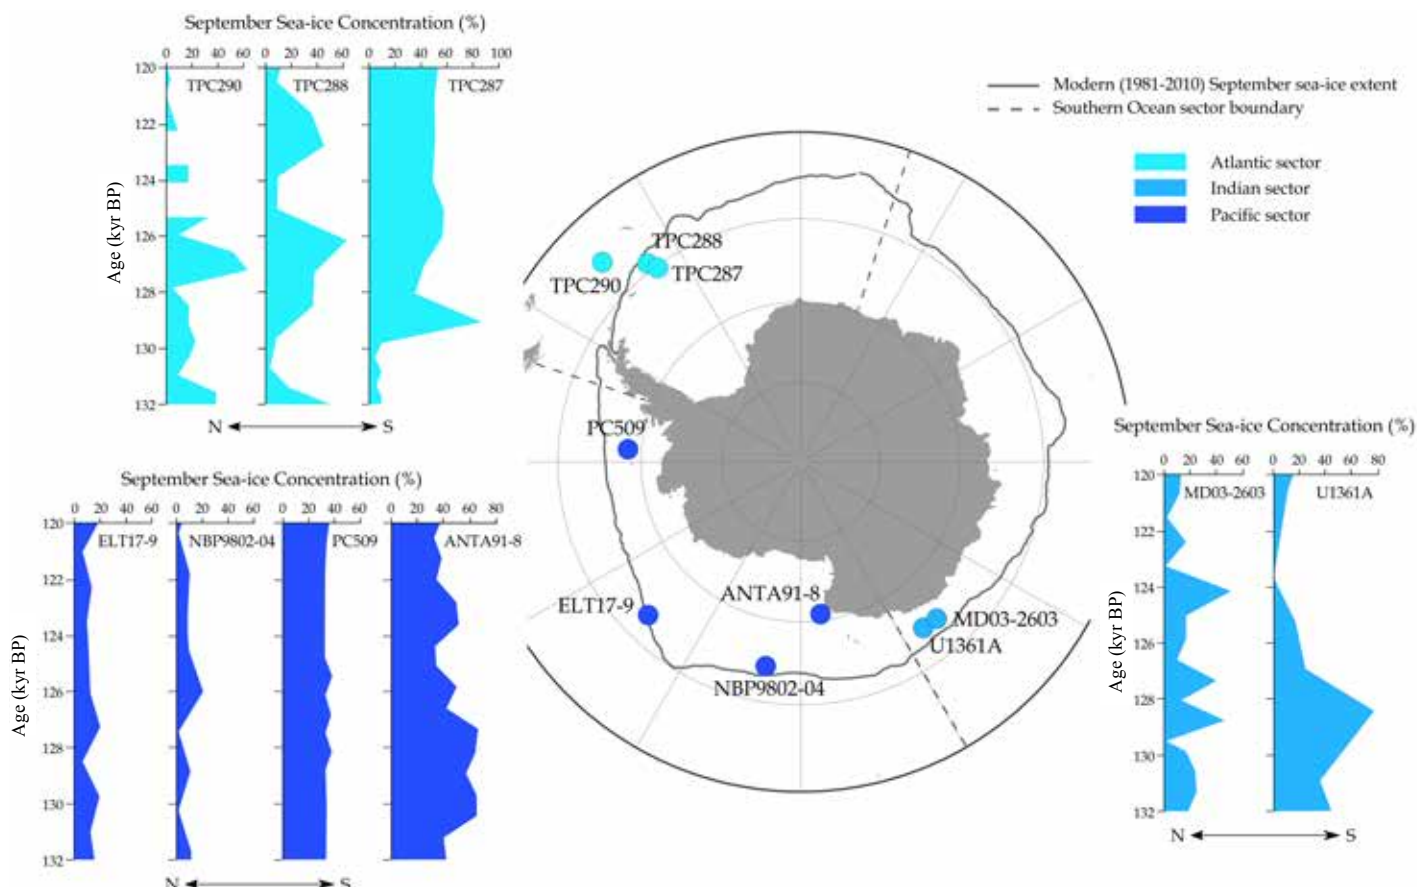 September Sea-ice Concentration (%)
0 20 40 60 0 20 40 60 0 20 40 60 80 100
TPC290 TPC288 TPC287
Age (kyr BP)
120
122
124
126
128
130
132
N S
Modern (1981-2010) September sea-ice extent
Southern Ocean sector boundary
Atlantic sector
Indian sector
Pacific sector
TPC288
TPC287
TPC290
PC509
ELT17-9
ANTA91-8
MD03-2603
U1361A
NBP9802-04
September Sea-ice Concentration (%)
0 20 40 60 0 20 40 60 0 20 40 60 0 20 40 60 80
ELT17-9 NBP9802-04 PC509 ANTA91-8
Age (kyr BP)
120
122
124
126
128
130
132
N S
September Sea-ice Concentration (%)
0 20 40 60 0 20 40 60 80
MD03-2603 U1361A
Age (kyr BP)
120
122
124
126
128
130
132
N S